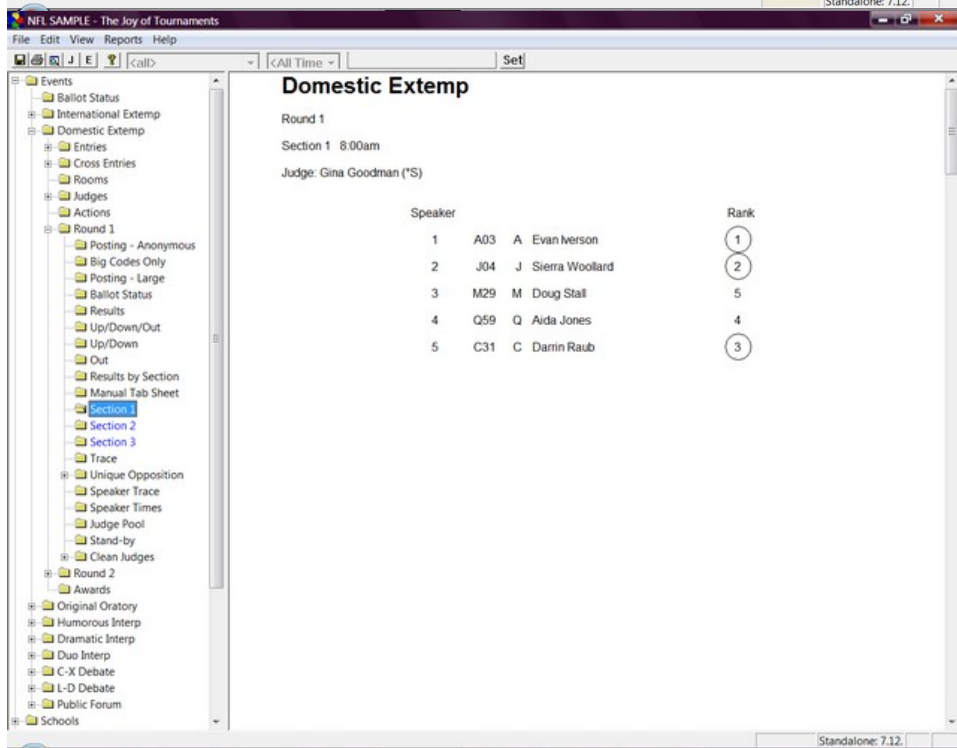 Standalone: 7.12.
NFL SAMPLE - The Joy of Tournaments
File Edit View Reports Help
J E ? <all> <All Time Set
Events
Ballot Status
International Extemp
Domestic Extemp
Entries
Cross Entries
Rooms
Judges
Actions
Round 1
Posting - Anonymous
Big Codes Only
Posting - Large
Ballot Status
Results
Up/Down/Out
Up/Down
Out
Results by Section
Manual Tab Sheet
Section 1
Section 2
Section 3
Trace
Unique Opposition
Speaker Trace
Speaker Times
Judge Pool
Stand-by
Clean Judges
Round 2
Awards
Original Oratory
Humorous Interp
Dramatic Interp
Duo Interp
C-X Debate
L-D Debate
Public Forum
Schools
Domestic Extemp
Round 1
Section 1 8:00am
Judge: Gina Goodman (*S)
Speaker Rank
1 A03 A Evan Iverson 1
2 J04 J Sierra Woollard 2
3 M29 M Doug Stall 5
4 Q59 Q Aida Jones 4
5 C31 C Darrin Raub 3
Standalone: 7.12.